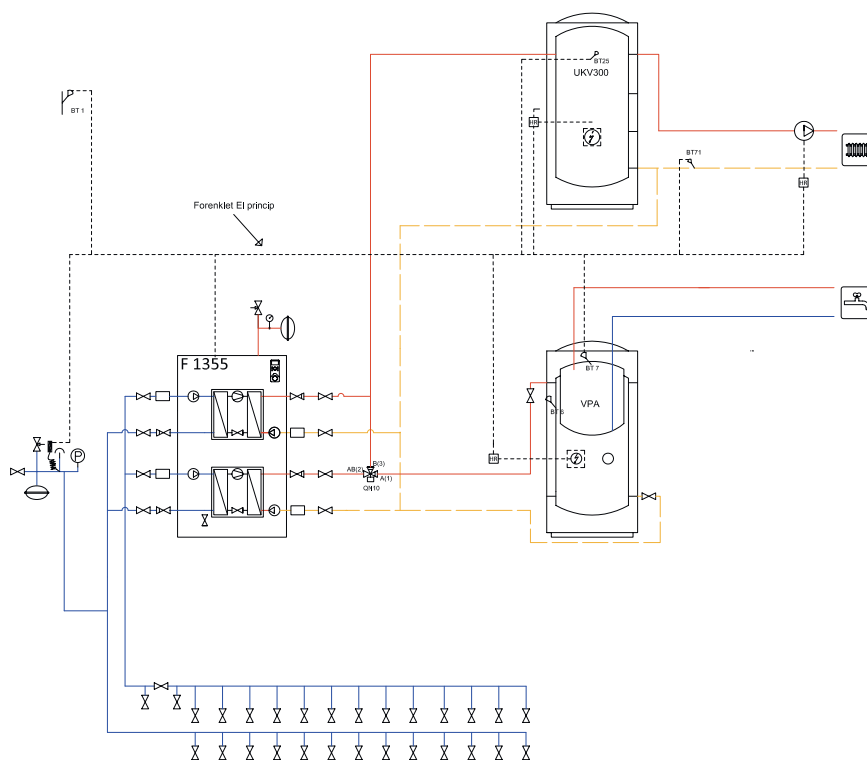 BT25
UKV300
BT 1
HR
BT71
HR
Forenklet El princip
F 1355
BT 7
VPA
BT 6
P
B(3)
AB(2)
A(1)
QN10
HR